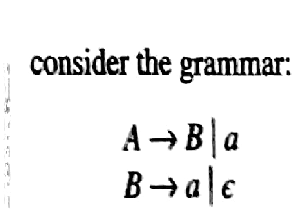 consider the grammar:
A → B | a
B → a | ϵ